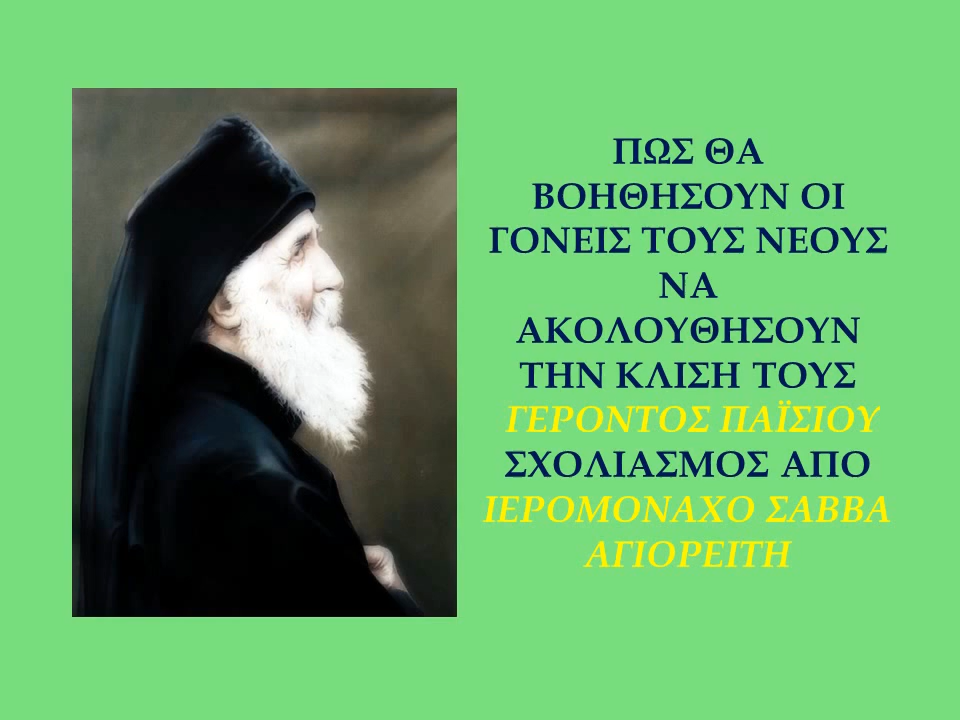 ΠΩΣ ΘΑ
ΒΟΗΘΗΣΟΥΝ ΟΙ
ΓΟΝΕΙΣ ΤΟΥΣ ΝΕΟΥΣ
ΝΑ
ΑΚΟΛΟΥΘΗΣΟΥΝ
ΤΗΝ ΚΛΙΣΗ ΤΟΥΣ
ΓΕΡΟΝΤΟΣ ΠΑΪΣΙΟΥ
ΣΧΟΛΙΑΣΜΟΣ ΑΠΟ
ΙΕΡΟΜΟΝΑΧΟ ΣΑΒΒΑ
ΑΓΙΟΡΕΙΤΗ